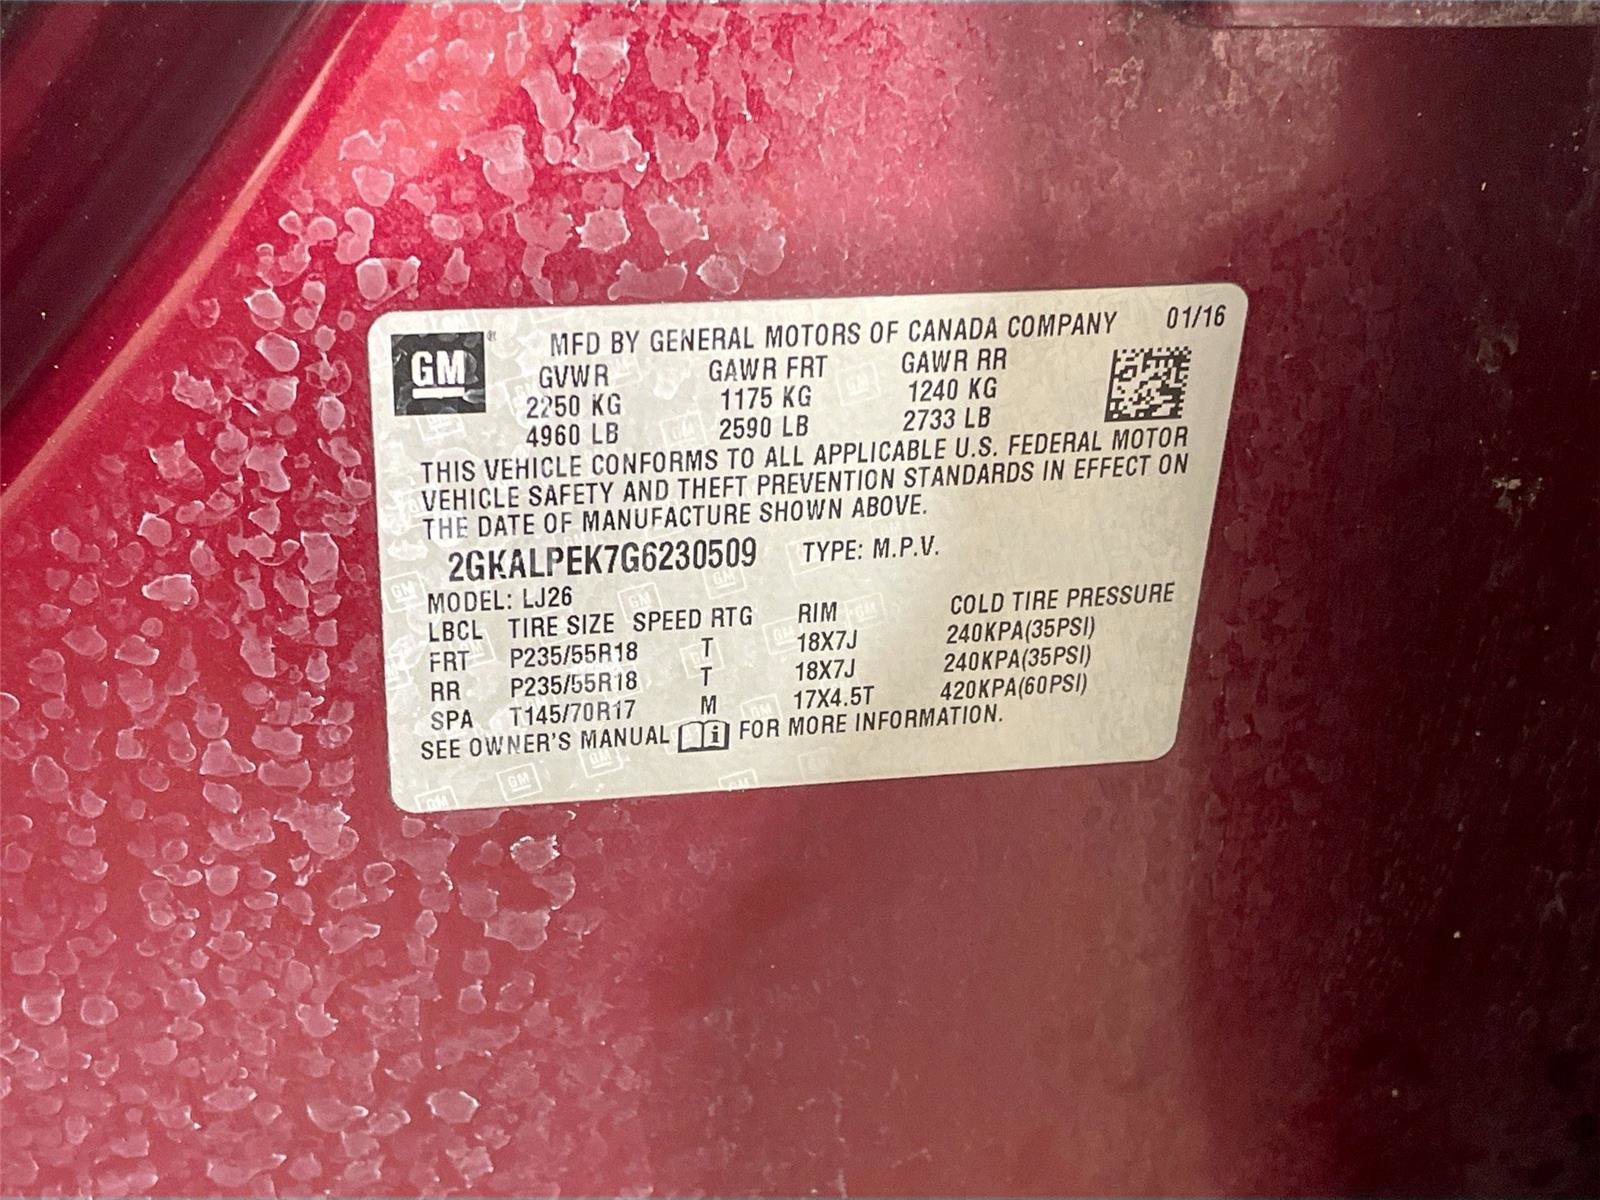 GM ® MFD BY GENERAL MOTORS OF CANADA COMPANY 01/16
GVWR GAWR FRT GAWR RR
2250 KG 1175 KG 1240 KG
4960 LB 2590 LB 2733 LB
THIS VEHICLE CONFORMS TO ALL APPLICABLE U.S. FEDERAL MOTOR
VEHICLE SAFETY AND THEFT PREVENTION STANDARDS IN EFFECT ON
THE DATE OF MANUFACTURE SHOWN ABOVE.
2GKALPEK7G6230509 TYPE: M.P.V.
MODEL: LJ26
LBCL TIRE SIZE SPEED RTG RIM COLD TIRE PRESSURE
FRT P235/55R18 T 18X7J 240KPA(35PSI)
RR P235/55R18 T 18X7J 240KPA(35PSI)
SPA T145/70R17 M 17X4.5T 420KPA(60PSI)
SEE OWNER'S MANUAL i FOR MORE INFORMATION.